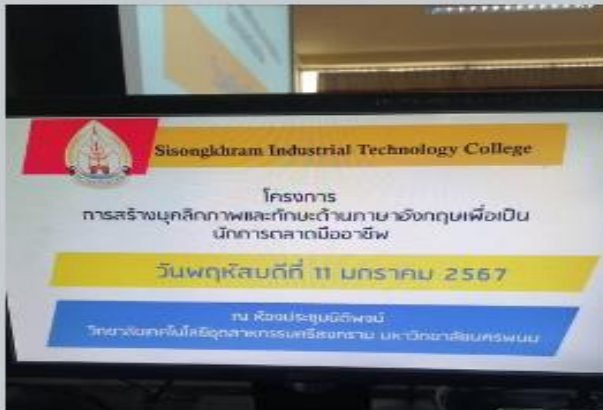 Sisongkhram Industrial Technology College
โครงการ
การสร้างบุคลิกภาพและทักษะด้านภาษาอังกฤษเพื่อเป็น
นักการตลาดมืออาชีพ
วันพฤหัสบดีที่ 11 มกราคม 2567
ณ ห้องประชุมนิติพจน์
วิทยาลัยเทคโนโลยีอุตสาหกรรมศรีสงคราม มหาวิทยาลัยนครพนม